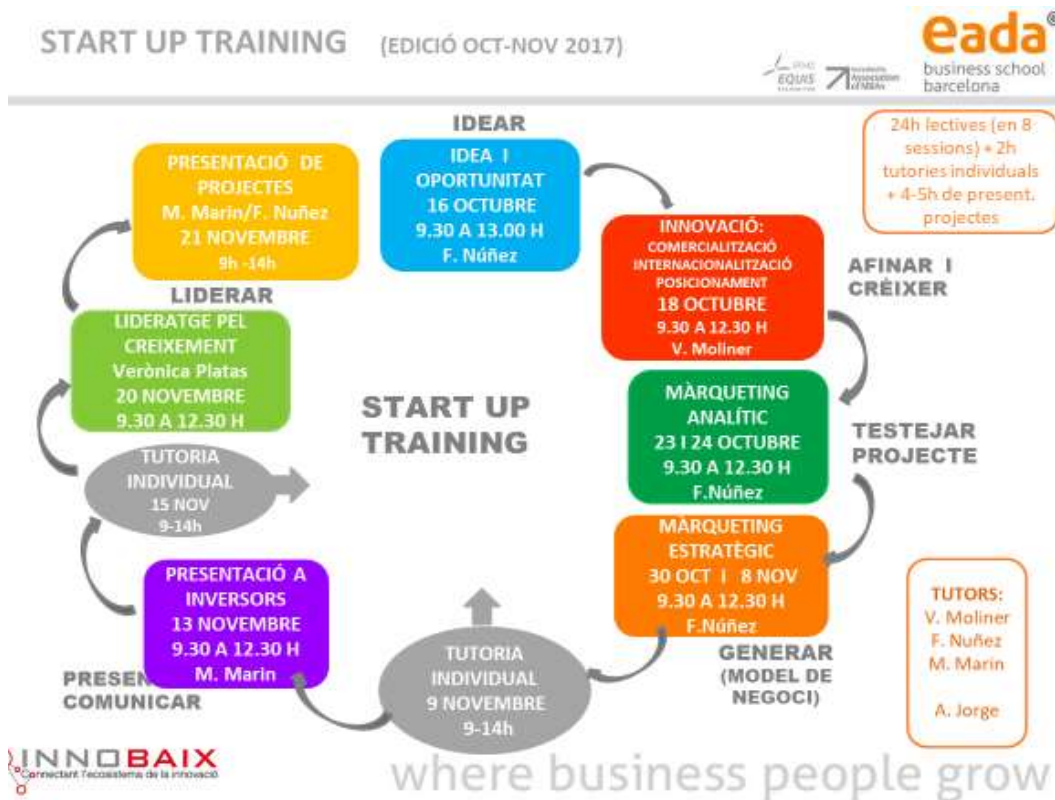 START UP TRAINING (EDICIÓ OCT-NOV 2017)
eada
business school
barcelona
EQUIS
Association
of MBAs
24h lectives (en 8
sessions) + 2h
tutories individuals
+ 4-5h de present.
projectes
IDEAR
IDEA I
OPORTUNITAT
16 OCTUBRE
9.30 A 13.00 H
F. Núñez
INNOVACIÓ:
COMERCIALITZACIÓ
INTERNACIONALITZACIÓ
POSICIONAMENT
18 OCTUBRE
9.30 A 12.30 H
V. Moliner
AFINAR I
CRÈIXER
MÀRQUETING
ANALÍTIC
23 I 24 OCTUBRE
9.30 A 12.30 H
F.Núñez
TESTEJAR
PROJECTE
MÀRQUETING
ESTRATÈGIC
30 OCT I 8 NOV
9.30 A 12.30 H
F.Núñez
GENERAR
(MODEL DE
NEGOCI)
TUTORIA
INDIVIDUAL
9 NOVEMBRE
9-14h
PRESENTACIÓ A
INVERSORS
13 NOVEMBRE
9.30 A 12.30 H
M. Marin
PRESEN
COMUNICAR
TUTORIA
INDIVIDUAL
15 NOV
9-14h
LIDERATGE PEL
CREIXEMENT
Verònica Platas
20 NOVEMBRE
9.30 A 12.30 H
LIDERAR
PRESENTACIÓ DE
PROJECTES
M. Marin/F. Nuñez
21 NOVEMBRE
9h -14h
START UP
TRAINING
TUTORS:
V. Moliner
F. Nuñez
M. Marin
A. Jorge
INNOBAIX
Connectant l'ecosistema de la innovació
where business people grow